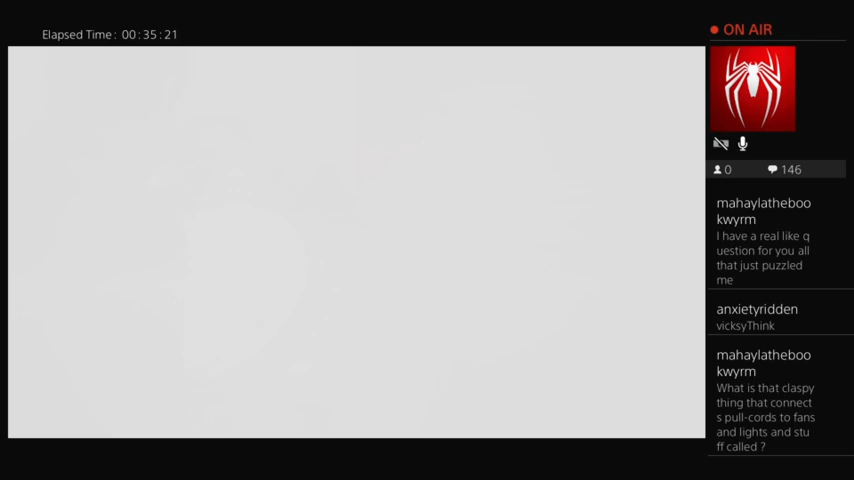 Elapsed Time: 00:35:21
ON AIR
0 146
mahaylatheboo
kwyrm
I have a real like q
uestion for you all
that just puzzled
me
anxietyridden
vicksyThink
mahaylatheboo
kwyrm
What is that claspy
thing that connect
s pull-cords to fans
and lights and stu
ff called ?